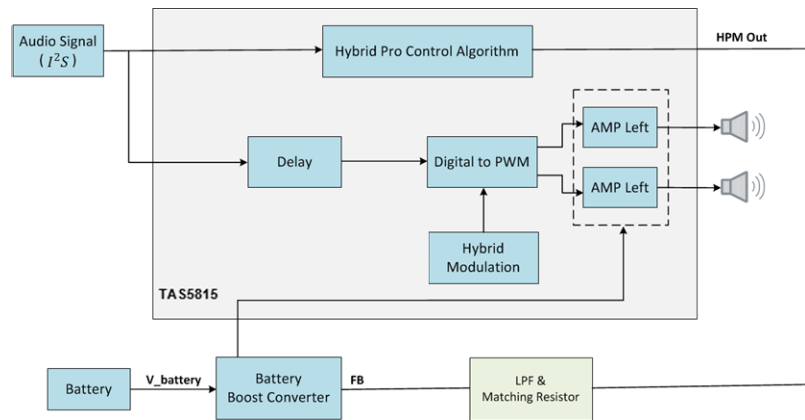 Audio Signal
( I²S )
Hybrid Pro Control Algorithm
HPM Out
AMP Left
Delay
Digital to PWM
AMP Left
Hybrid
Modulation
TAS5815
Battery
V_battery
Battery
Boost Converter
FB
LPF &
Matching Resistor